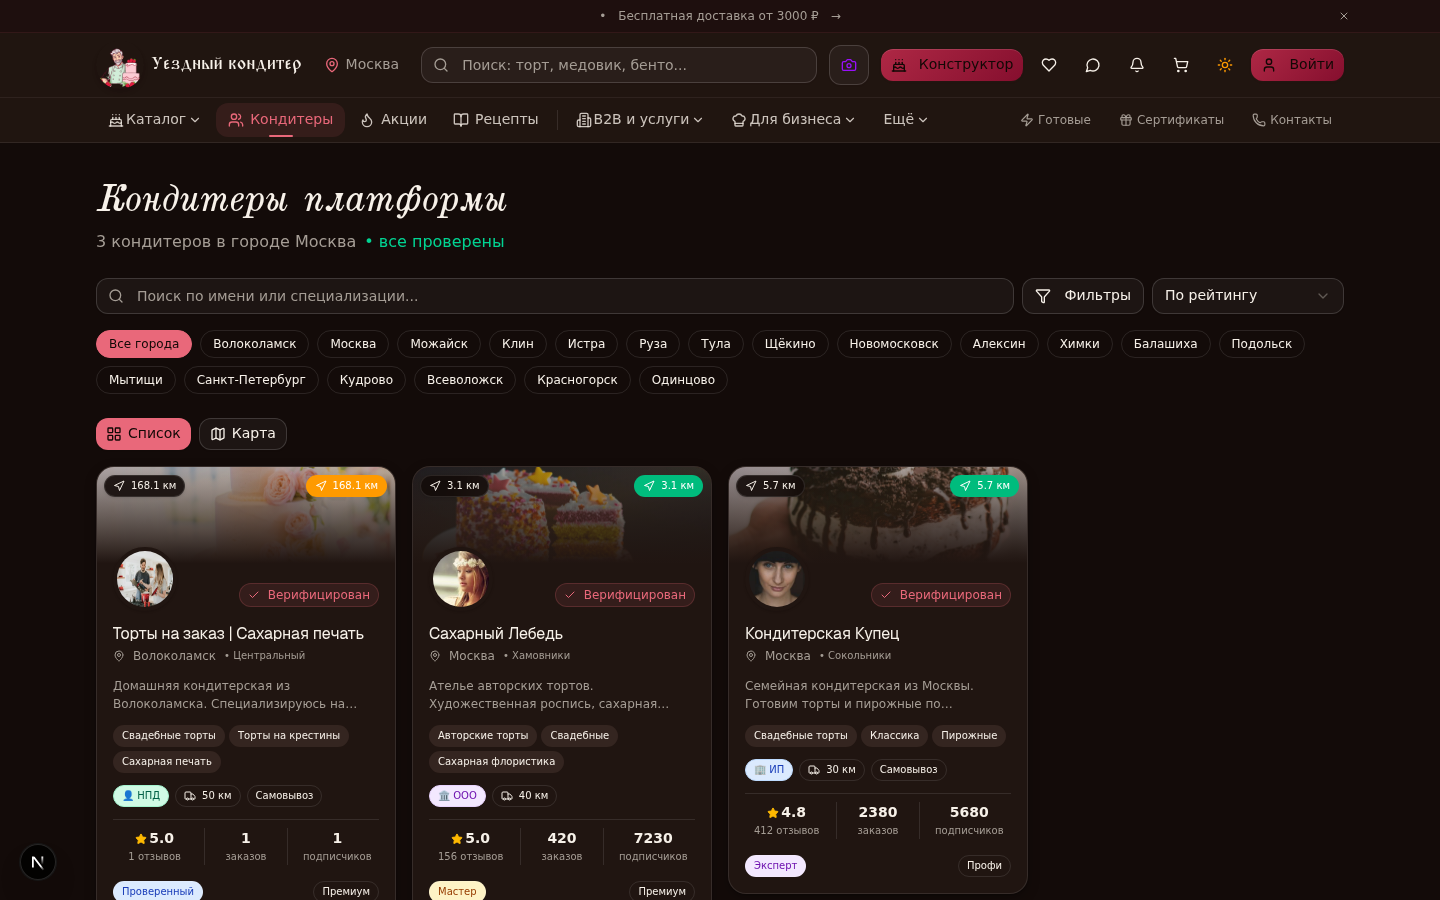 • Бесплатная доставка от 3000 ₽ →
Уездный кондитер
Москва
Поиск: торт, медовик, бенто...
Конструктор
Войти
Каталог
Кондитеры
Акции
Рецепты
B2B и услуги
Для бизнеса
Ещё
Готовые
Сертификаты
Контакты
Кондитеры платформы
3 кондитеров в городе Москва • все проверены
Поиск по имени или специализации...
Фильтры
По рейтингу
Все города Волоколамск Москва Можайск Клин Истра Руза Тула Щёкино Новомосковск Алексин Химки Балашиха Подольск
Мытищи Санкт-Петербург Кудрово Всеволожск Красногорск Одинцово
Список Карта
168.1 км 168.1 км
Верифицирован
Торты на заказ | Сахарная печать
Волоколамск • Центральный
Домашняя кондитерская из
Волоколамска. Специализируюсь на...
Свадебные торты Торты на крестины
Сахарная печать
НПД 50 км Самовывоз
5.0 1 1
1 отзывов заказов подписчиков
Проверенный Премиум
3.1 км 3.1 км
Верифицирован
Сахарный Лебедь
Москва • Хамовники
Ателье авторских тортов.
Художественная роспись, сахарная...
Авторские торты Свадебные
Сахарная флористика
ООО 40 км
5.0 420 7230
156 отзывов заказов подписчиков
Мастер Премиум
5.7 км 5.7 км
Верифицирован
Кондитерская Купец
Москва • Сокольники
Семейная кондитерская из Москвы.
Готовим торты и пирожные по...
Свадебные торты Классика Пирожные
ИП 30 км Самовывоз
4.8 2380 5680
412 отзывов заказов подписчиков
Эксперт Профи
N